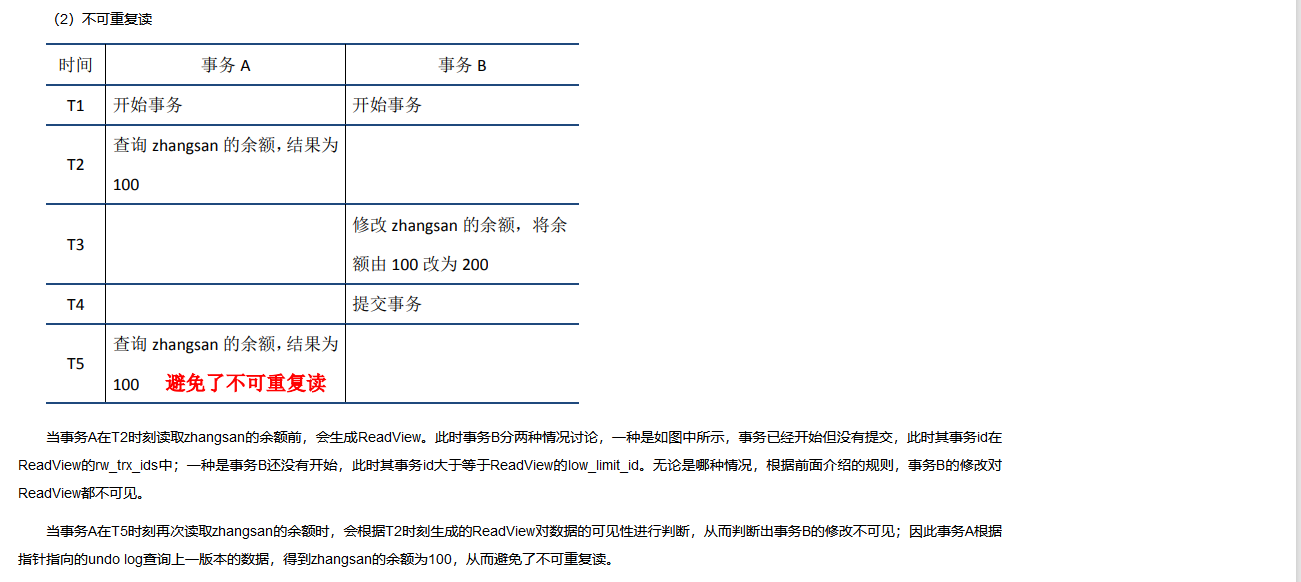 （2）不可重复读
时间 事务 A 事务 B
T1 开始事务 开始事务
T2 查询 zhangsan 的余额，结果为
100
T3 修改 zhangsan 的余额，将余
额由 100 改为 200
T4 提交事务
T5 查询 zhangsan 的余额，结果为
100 避免了不可重复读
当事务A在T2时刻读取zhangsan的余额前，会生成ReadView。此时事务B分两种情况讨论，一种是如图中所示，事务已经开始但没有提交，此时其事务id在
ReadView的rw_trx_ids中；一种是事务B还没有开始，此时其事务id大于等于ReadView的low_limit_id。无论是哪种情况，根据前面介绍的规则，事务B的修改对
ReadView都不可见。
当事务A在T5时刻再次读取zhangsan的余额时，会根据T2时刻生成的ReadView对数据的可见性进行判断，从而判断出事务B的修改不可见；因此事务A根据
指针指向的undo log查询上一版本的数据，得到zhangsan的余额为100，从而避免了不可重复读。